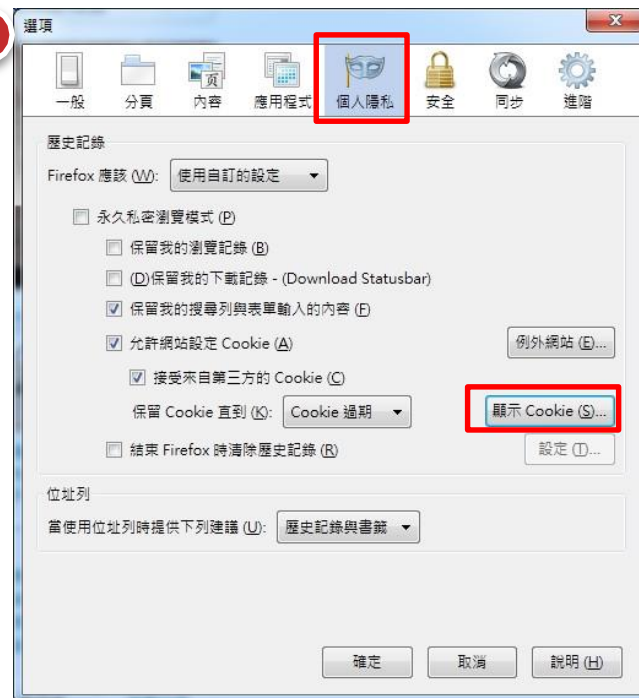 選項
一般 分頁 內容 應用程式 個人隱私 安全 同步 進階
歷史記錄
Firefox 應該 (W): 使用自訂的設定
永久私密瀏覽模式 (P)
保留我的瀏覽記錄 (B)
(D)保留我的下載記錄 - (Download Statusbar)
保留我的搜尋列與表單輸入的內容 (F)
允許網站設定 Cookie (A) 例外網站 (E)...
接受來自第三方的 Cookie (C)
保留 Cookie 直到 (K): Cookie 過期 顯示 Cookie (S)...
結束 Firefox 時清除歷史記錄 (R) 設定 (T)...
位址列
當使用位址列時提供下列建議 (U): 歷史記錄與書籤
確定 取消 說明 (H)